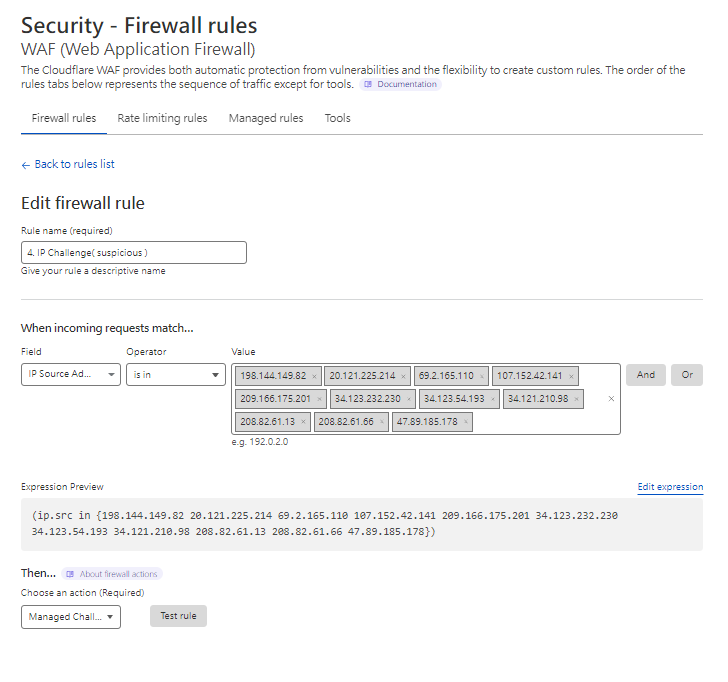 Security - Firewall rules
WAF (Web Application Firewall)
The Cloudflare WAF provides both automatic protection from vulnerabilities and the flexibility to create custom rules. The order of the
rules tabs below represents the sequence of traffic except for tools. Documentation
Firewall rules Rate limiting rules Managed rules Tools
← Back to rules list
Edit firewall rule
Rule name (required)
4. IP Challenge( suspicious )
Give your rule a descriptive name
When incoming requests match...
Field Operator Value
IP Source Ad... is in 198.144.149.82 × 20.121.225.214 × 69.2.165.110 × 107.152.42.141 × And Or
209.166.175.201 × 34.123.232.230 × 34.123.54.193 × 34.121.210.98 × ×
208.82.61.13 × 208.82.61.66 × 47.89.185.178 ×
e.g. 192.0.2.0
Expression Preview Edit expression
(ip.src in {198.144.149.82 20.121.225.214 69.2.165.110 107.152.42.141 209.166.175.201 34.123.232.230
34.123.54.193 34.121.210.98 208.82.61.13 208.82.61.66 47.89.185.178})
Then... About firewall actions
Choose an action (Required)
Managed Chall... Test rule